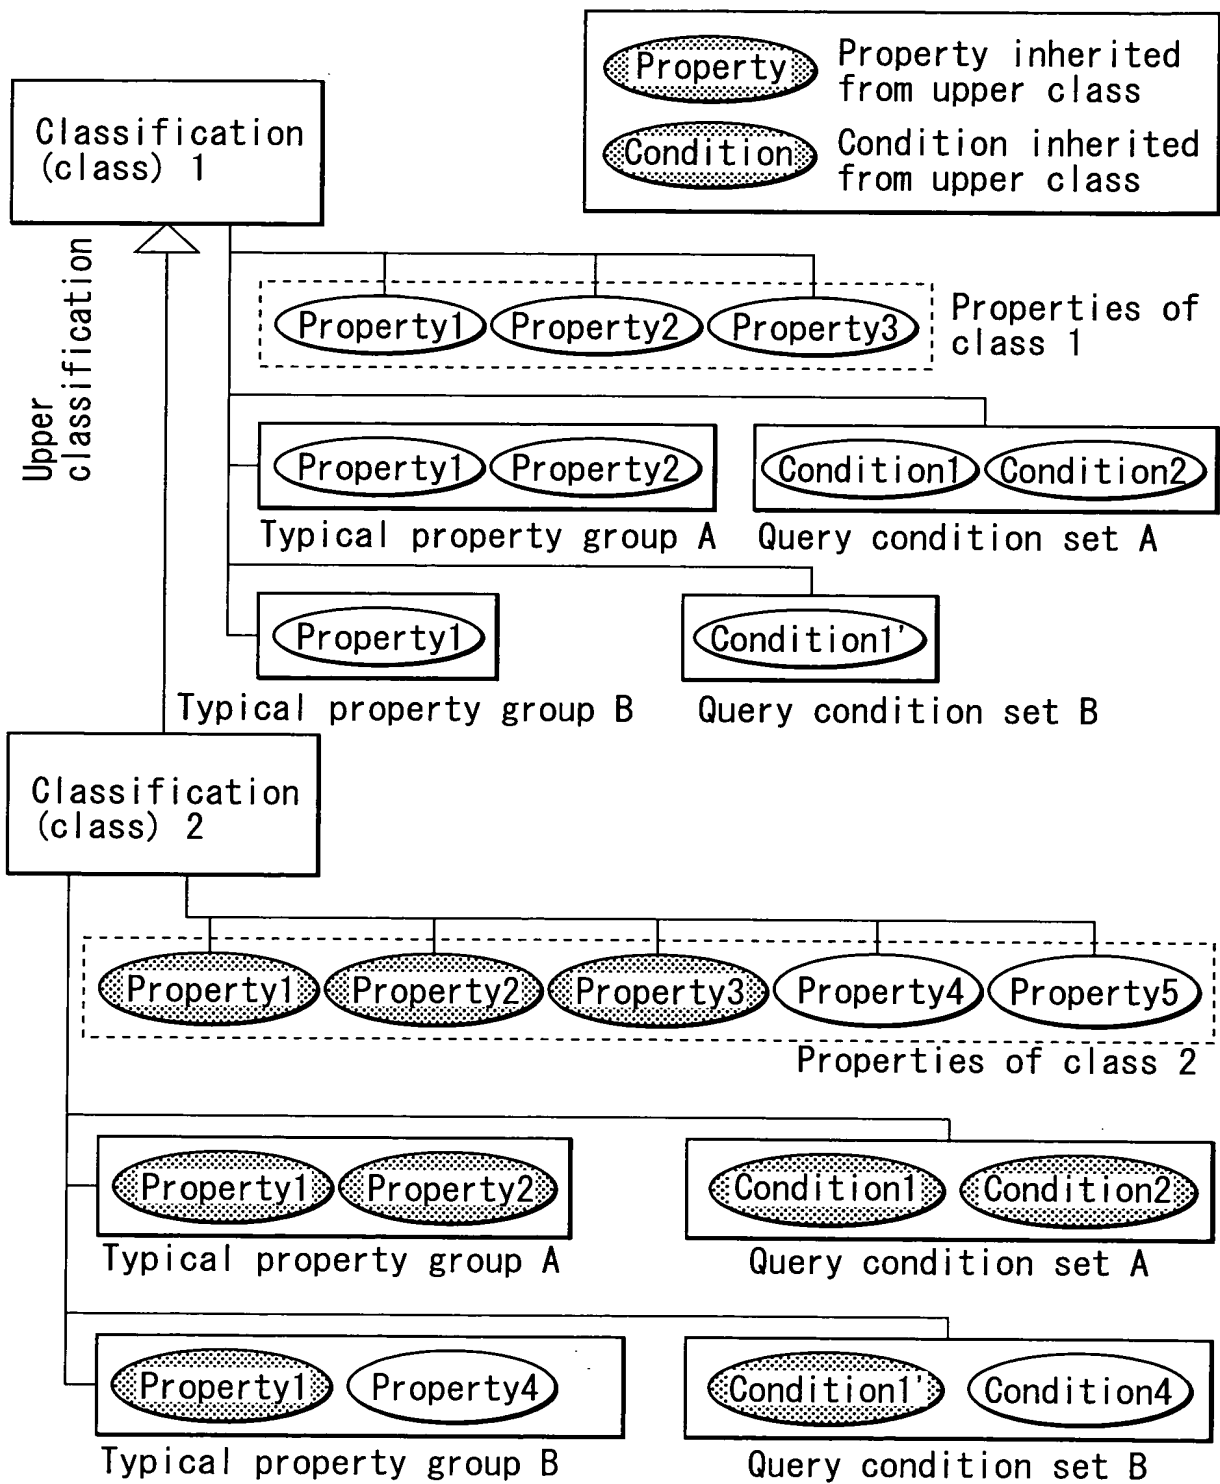 Property
Property inherited
from upper class
Condition
Condition inherited
from upper class
Classification
(class) 1
Upper
classification
Property1
Property2
Property3
Properties of
class 1
Property1
Property2
Condition1
Condition2
Typical property group A
Query condition set A
Property1
Condition1'
Typical property group B
Query condition set B
Classification
(class) 2
Property1
Property2
Property3
Property4
Property5
Properties of class 2
Property1
Property2
Condition1
Condition2
Typical property group A
Query condition set A
Property1
Property4
Condition1'
Condition4
Typical property group B
Query condition set B